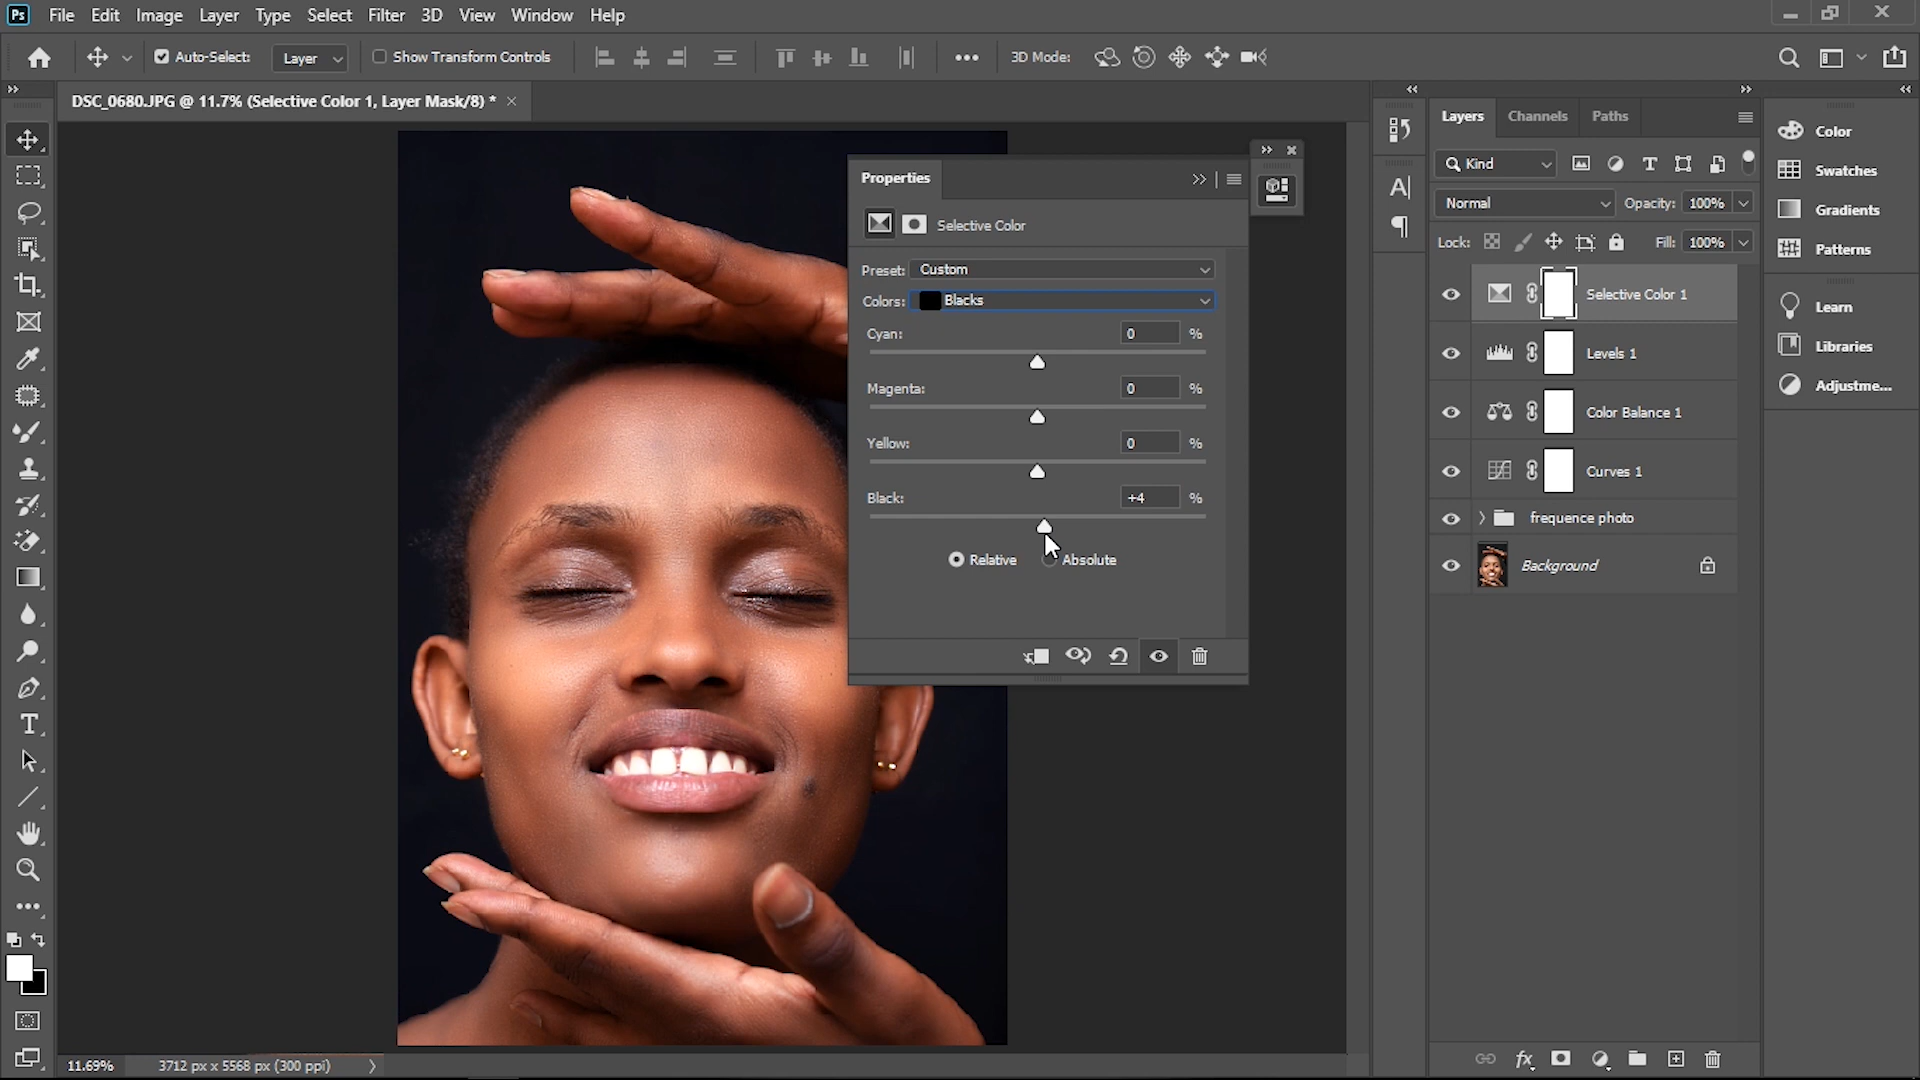 Ps File Edit Image Layer Type Select Filter 3D View Window Help
Auto-Select: Layer Show Transform Controls 3D Mode:
DSC_0680.JPG @ 11.7% (Selective Color 1, Layer Mask/8) *
Properties
Selective Color
Preset: Custom
Colors: Blacks
Cyan: 0 %
Magenta: 0 %
Yellow: 0 %
Black: +4 %
Relative Absolute
Layers Channels Paths
Kind
Normal Opacity: 100%
Lock: Fill: 100%
Selective Color 1
Levels 1
Color Balance 1
Curves 1
frequence photo
Background
Color
Swatches
Gradients
Patterns
Learn
Libraries
Adjustme...
11.69% 3712 px x 5568 px (300 ppi)